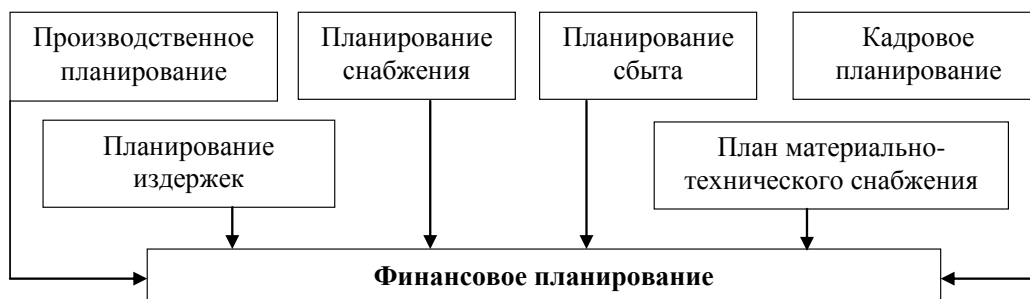 Производственное
планирование
Планирование
снабжения
Планирование
сбыта
Кадровое
планирование
Планирование
издержек
План материально-
технического снабжения
Финансовое планирование